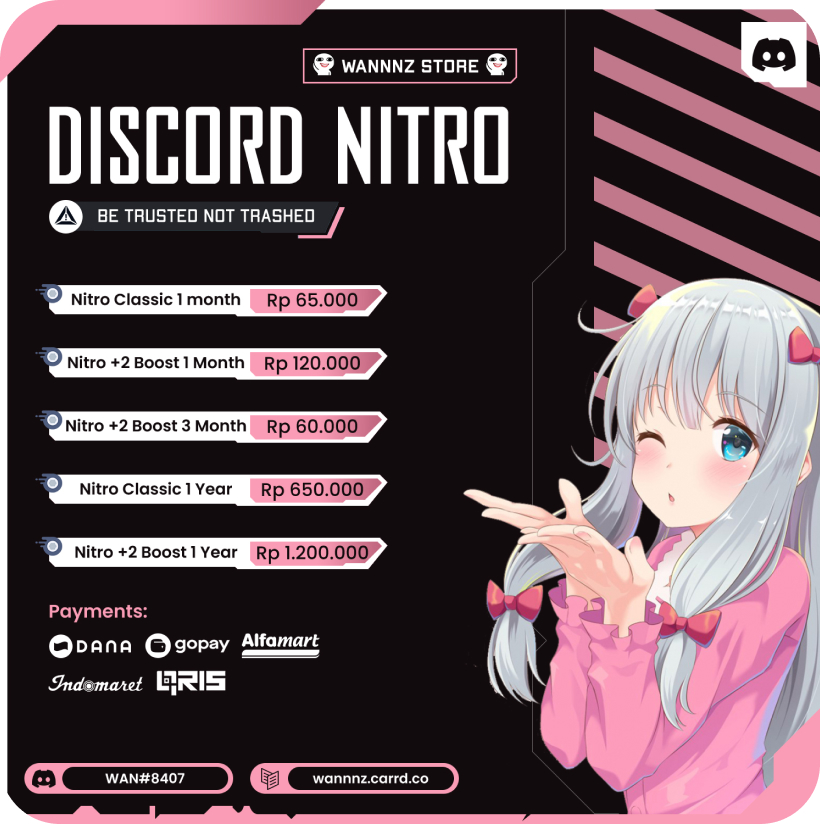 WANNNZ STORE
DISCORD NITRO
BE TRUSTED NOT TRASHED
Nitro Classic 1 month Rp 65.000
Nitro +2 Boost 1 Month Rp 120.000
Nitro +2 Boost 3 Month Rp 60.000
Nitro Classic 1 Year Rp 650.000
Nitro +2 Boost 1 Year Rp 1.200.000
Payments:
DANA gopay Alfamart
Indomaret QRIS
WAN#8407 wannnz.carrd.co